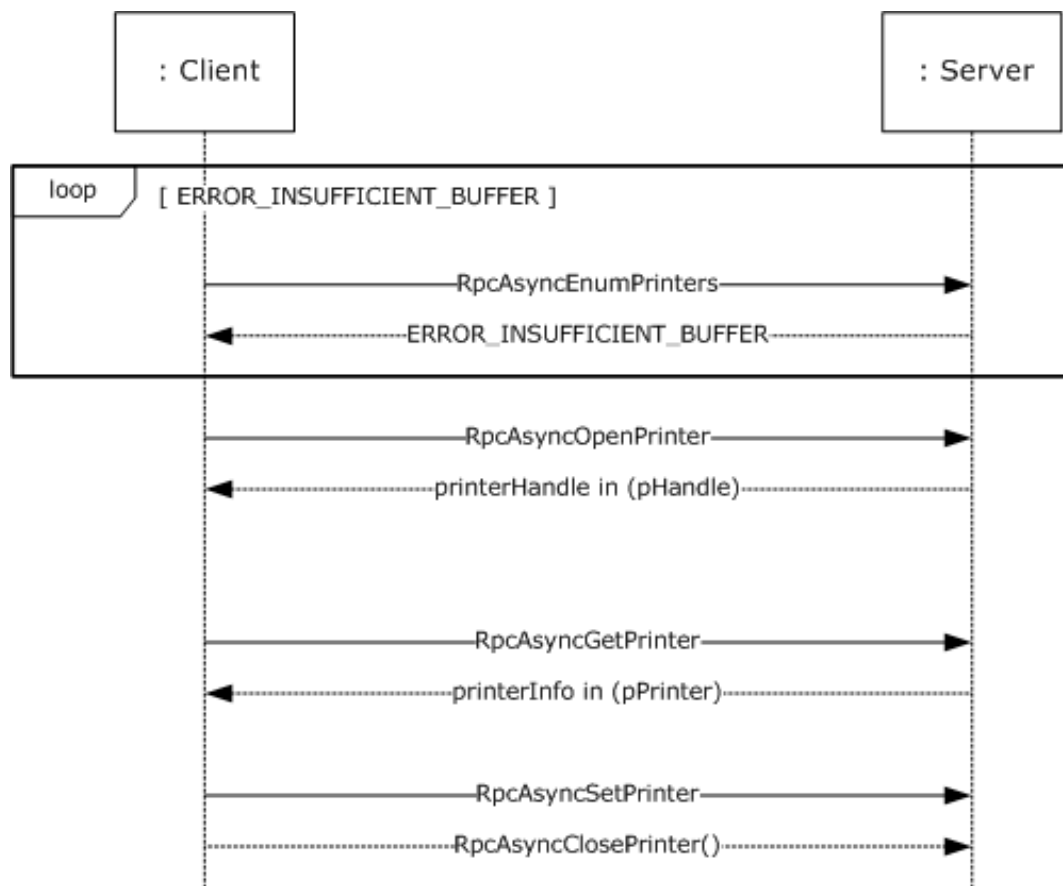 : Client
: Server
loop
[ ERROR_INSUFFICIENT_BUFFER ]
RpcAsyncEnumPrinters
ERROR_INSUFFICIENT_BUFFER
RpcAsyncOpenPrinter
printerHandle in (pHandle)
RpcAsyncGetPrinter
printerInfo in (pPrinter)
RpcAsyncSetPrinter
RpcAsyncClosePrinter()